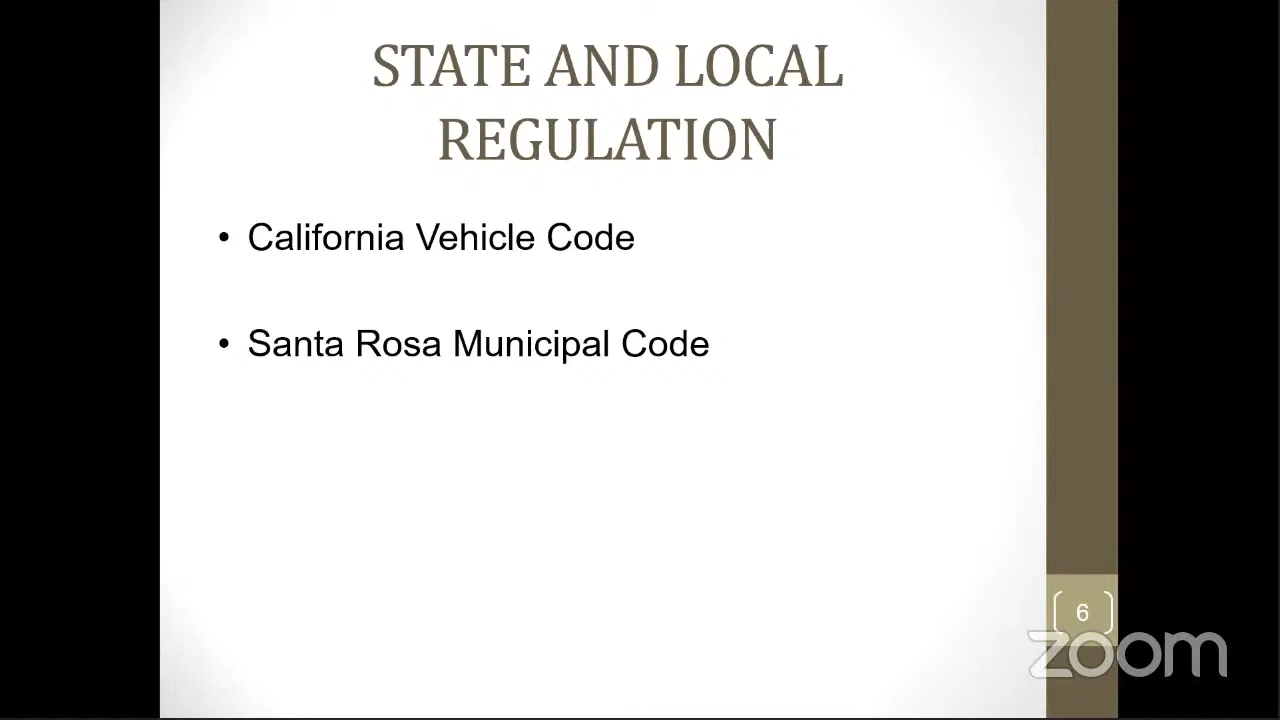 STATE AND LOCAL
REGULATION
• California Vehicle Code
• Santa Rosa Municipal Code
6
zoom